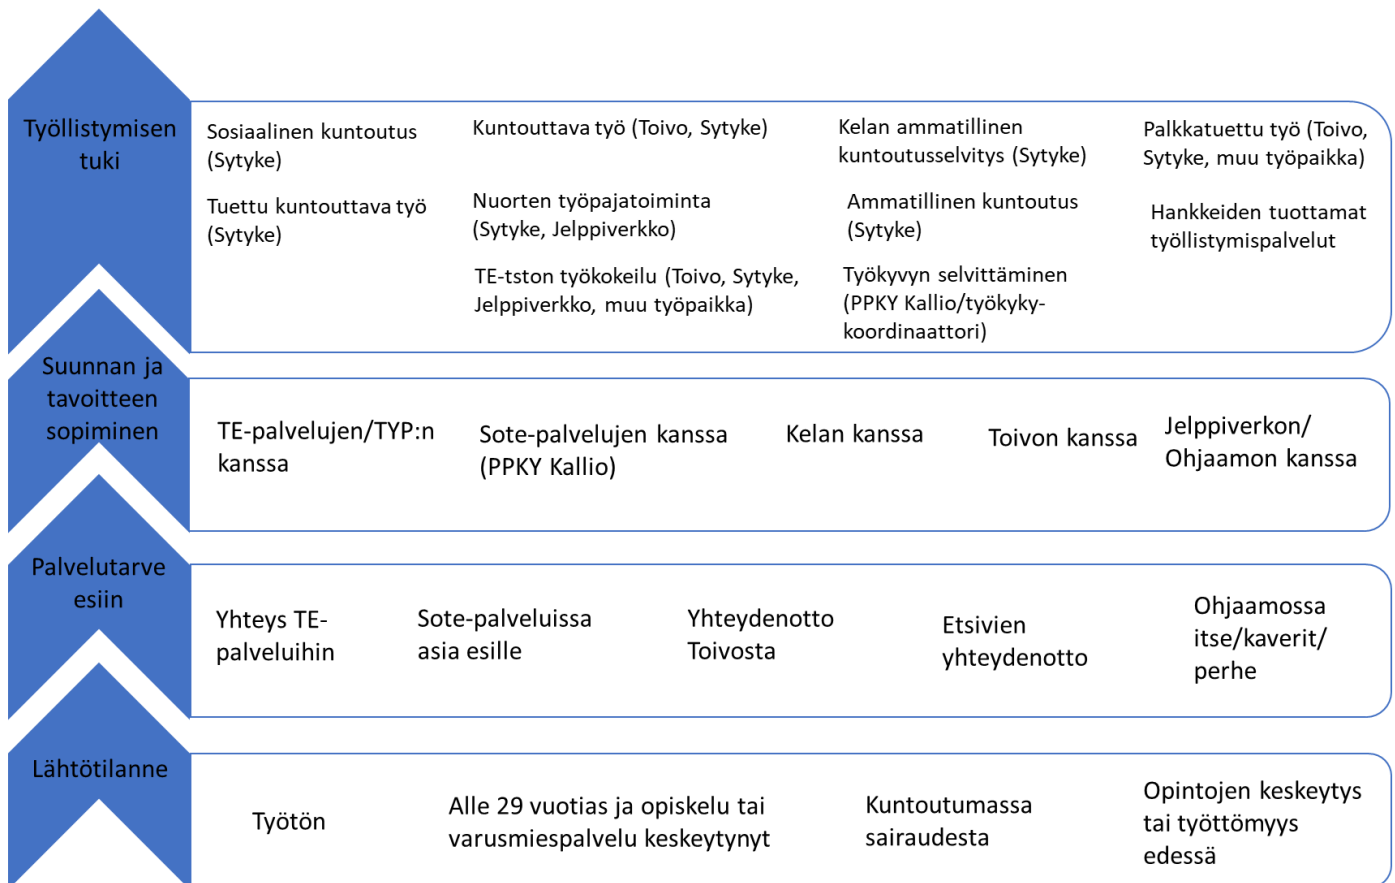 Työllistymisen
tuki
Sosiaalinen kuntoutus
(Sytyke)
Tuettu kuntouttava työ
(Sytyke)
Kuntouttava työ (Toivo, Sytyke)
Nuorten työpajatoiminta
(Sytyke, Jelppiverkko)
TE-tston työkokeilu (Toivo, Sytyke,
Jelppiverkko, muu työpaikka)
Kelan ammatillinen
kuntoutusselvitys (Sytyke)
Ammatillinen kuntoutus
(Sytyke)
Työkyvyn selvittäminen
(PPKY Kallio/työkyky-
koordinaattori)
Palkkatuettu työ (Toivo,
Sytyke, muu työpaikka)
Hankkeiden tuottamat
työllistymispalvelut
Suunnan ja
tavoitteen
sopiminen
TE-palvelujen/TYP:n
kanssa
Sote-palvelujen kanssa
(PPKY Kallio)
Kelan kanssa
Toivon kanssa
Jelppiverkon/
Ohjaamon kanssa
Palvelutarve
esiin
Yhteys TE-
palveluihin
Sote-palveluissa
asia esille
Yhteydenotto
Toivosta
Etsivien
yhteydenotto
Ohjaamossa
itse/kaverit/
perhe
Lähtötilanne
Työtön
Alle 29 vuotias ja opiskelu tai
varusmiespalvelu keskeytynyt
Kuntoutumassa
sairaudesta
Opintojen keskeytys
tai työttömyys
edessä